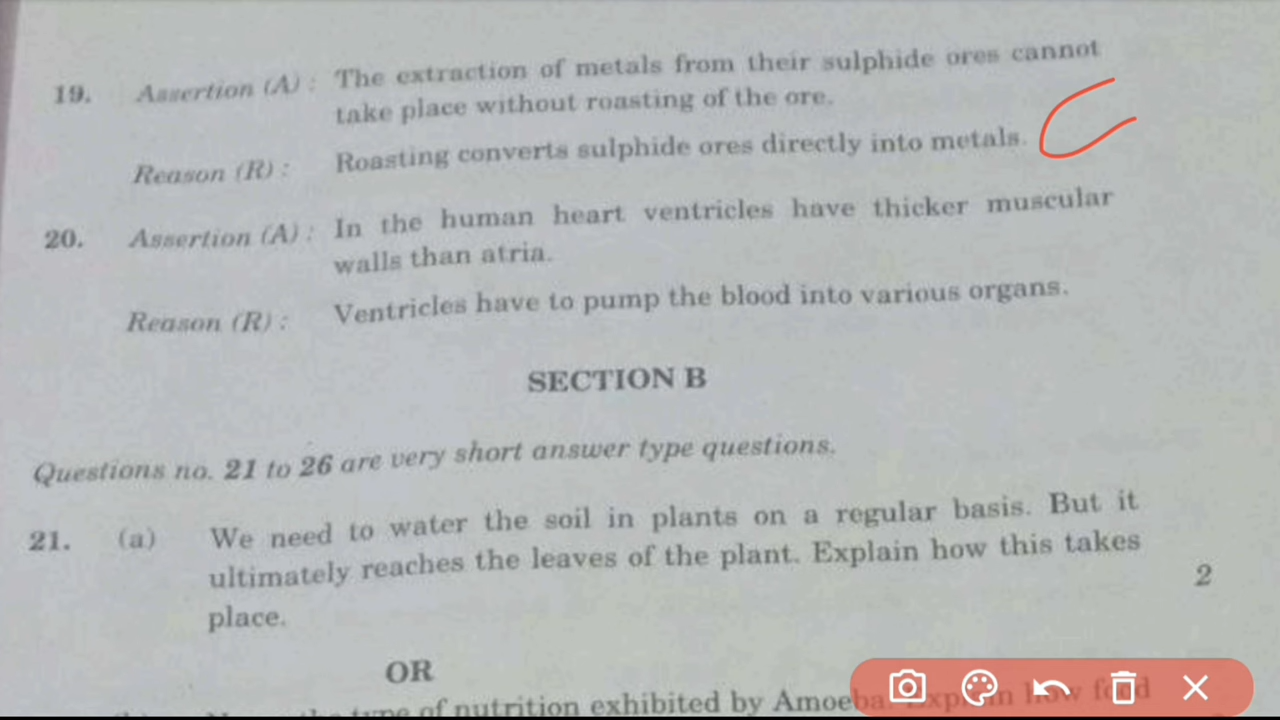 19. Assertion (A) : The extraction of metals from their sulphide ores cannot
take place without roasting of the ore.
Reason (R) : Roasting converts sulphide ores directly into metals.
20. Assertion (A) : In the human heart ventricles have thicker muscular
walls than atria.
Reason (R) : Ventricles have to pump the blood into various organs.
SECTION B
Questions no. 21 to 26 are very short answer type questions.
21. (a) We need to water the soil in plants on a regular basis. But it
ultimately reaches the leaves of the plant. Explain how this takes
place. 2
OR
type of nutrition exhibited by Amoeba. Explain how food